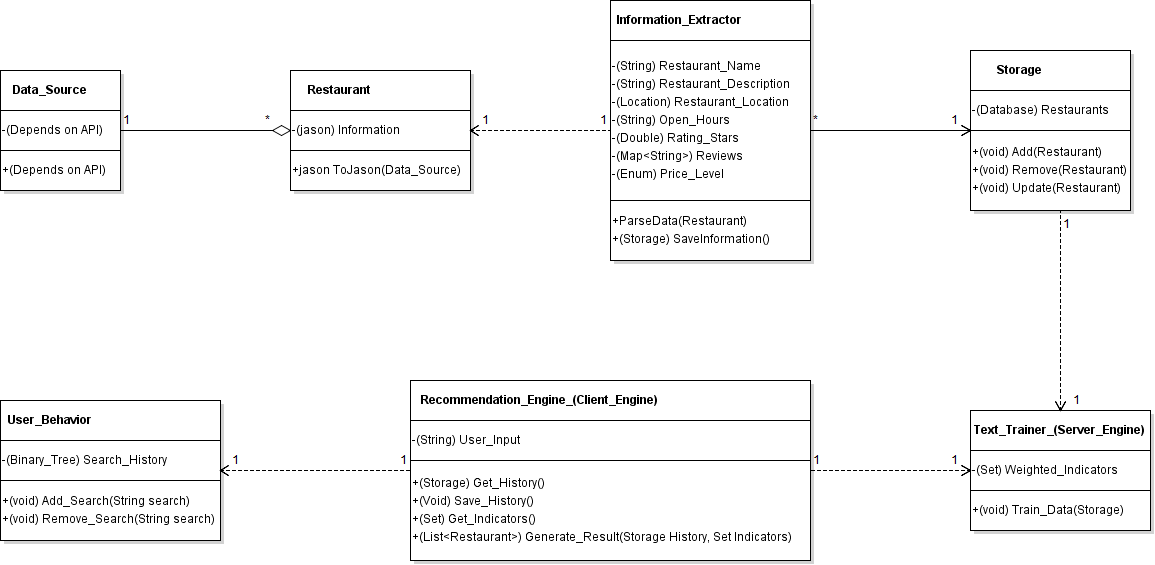 Data_Source
-(Depends on API)
+(Depends on API)
1
*
Restaurant
-(jason) Information
+jason ToJason(Data_Source)
1
1
Information_Extractor
-(String) Restaurant_Name
-(String) Restaurant_Description
-(Location) Restaurant_Location
-(String) Open_Hours
-(Double) Rating_Stars
-(Map<String>) Reviews
-(Enum) Price_Level
+ParseData(Restaurant)
+(Storage) SaveInformation()
*
1
Storage
-(Database) Restaurants
+(void) Add(Restaurant)
+(void) Remove(Restaurant)
+(void) Update(Restaurant)
1
1
User_Behavior
-(Binary_Tree) Search_History
+(void) Add_Search(String search)
+(void) Remove_Search(String search)
1
1
Recommendation_Engine_(Client_Engine)
-(String) User_Input
+(Storage) Get_History()
+(Void) Save_History()
+(Set) Get_Indicators()
+(List<Restaurant>) Generate_Result(Storage History, Set Indicators)
1
1
Text_Trainer_(Server_Engine)
-(Set) Weighted_Indicators
+(void) Train_Data(Storage)